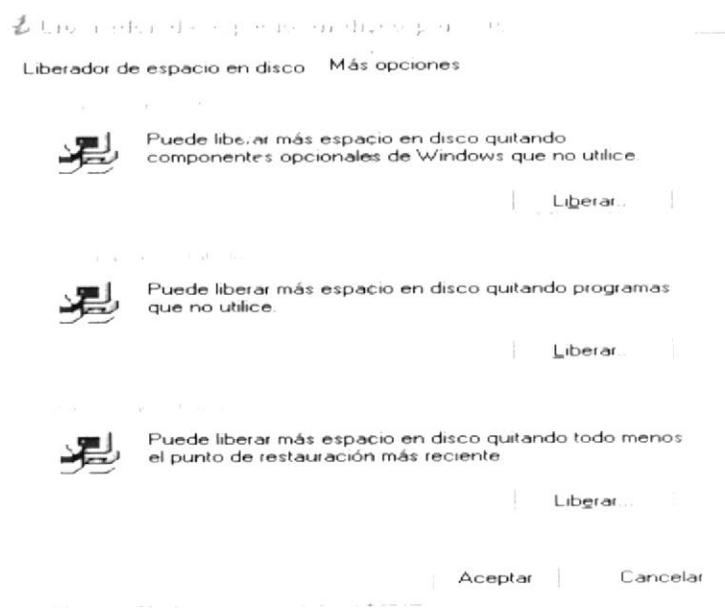 Liberador de espacio en disco Más opciones
Puede liberar más espacio en disco quitando
componentes opcionales de Windows que no utilice.
Liberar...
Puede liberar más espacio en disco quitando programas
que no utilice.
Liberar...
Puede liberar más espacio en disco quitando todo menos
el punto de restauración más reciente
Liberar...
Aceptar Cancelar